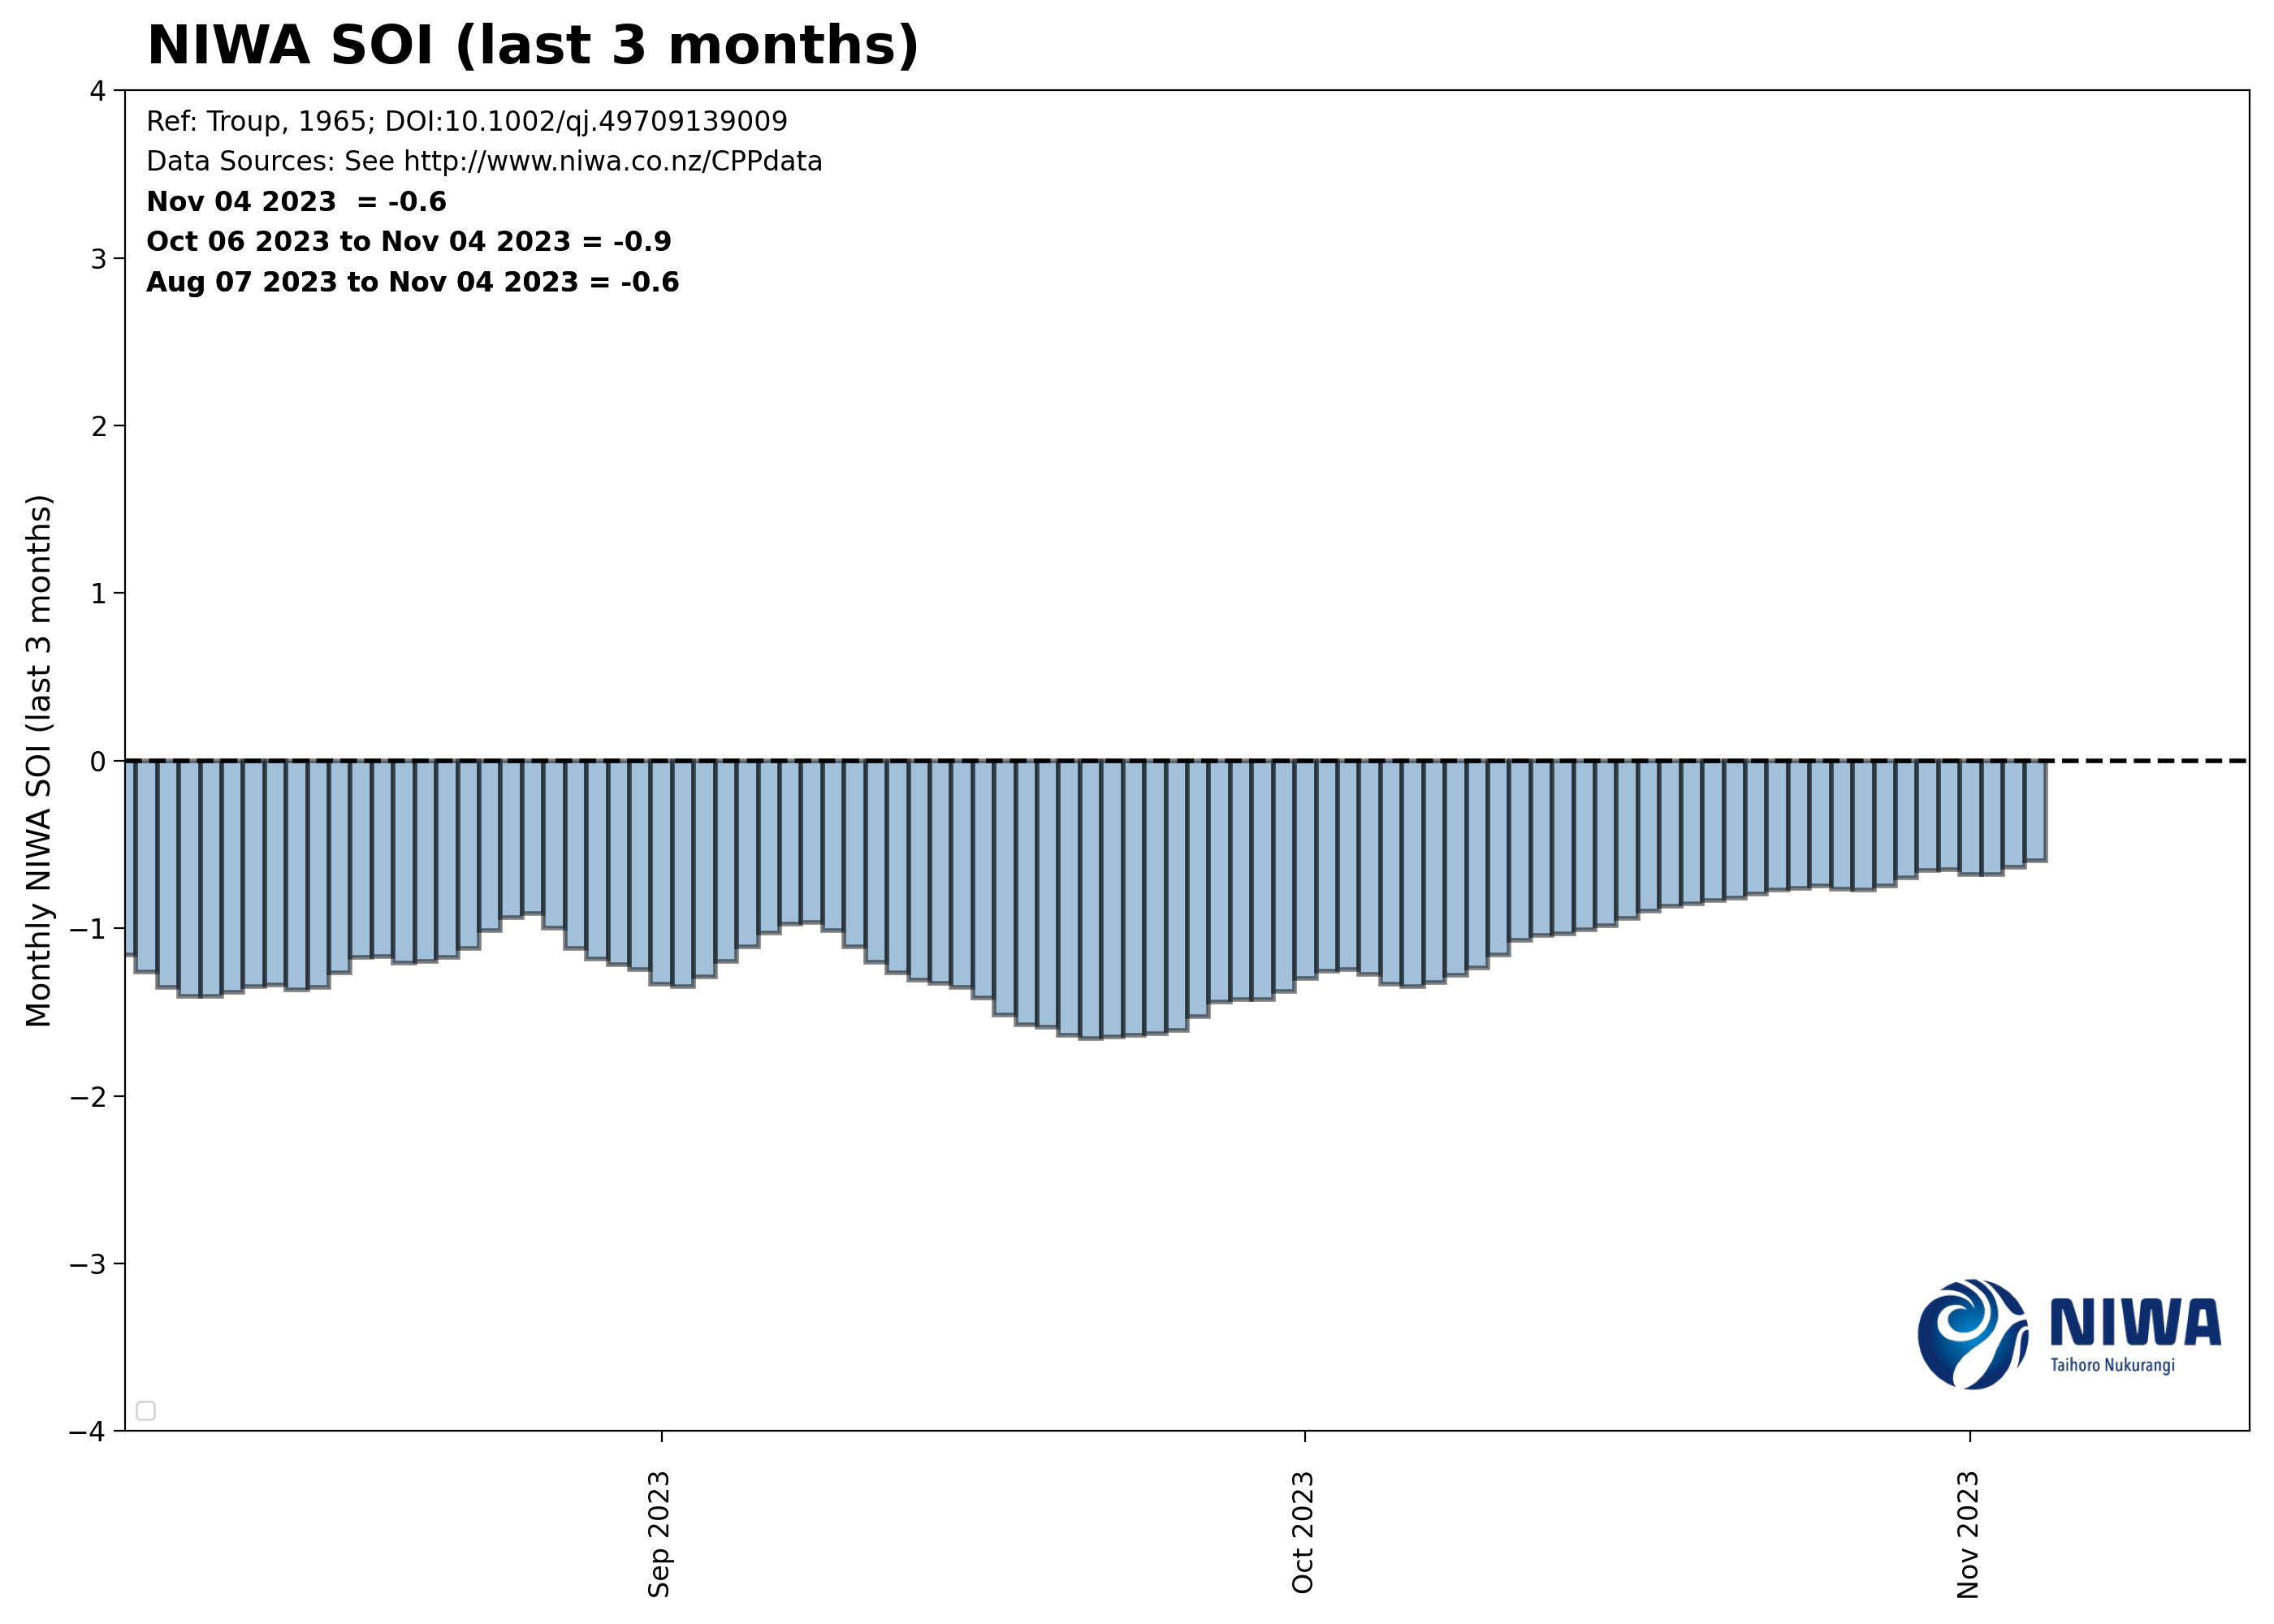 NIWA SOI (last 3 months)
Ref: Troup, 1965; DOI:10.1002/qj.49709139009
Data Sources: See http://www.niwa.co.nz/CPPdata
Nov 04 2023  = -0.6
Oct 06 2023 to Nov 04 2023 = -0.9
Aug 07 2023 to Nov 04 2023 = -0.6
Monthly NIWA SOI (last 3 months)
4
3
2
1
0
−1
−2
−3
−4
Sep 2023
Oct 2023
Nov 2023
NIWA
Taihoro Nukurangi